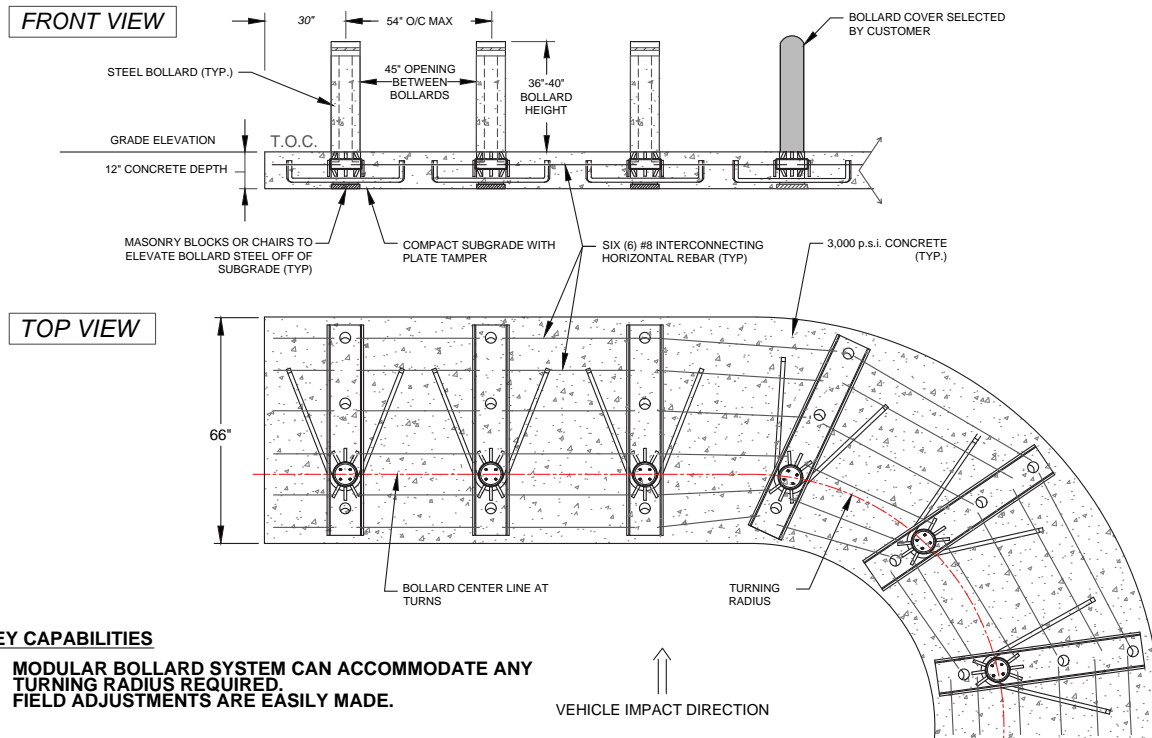 FRONT VIEW
30"
54" O/C MAX
BOLLARD COVER SELECTED
BY CUSTOMER
STEEL BOLLARD (TYP.)
45" OPENING
BETWEEN
BOLLARDS
36"-40"
BOLLARD
HEIGHT
GRADE ELEVATION
T.O.C.
12" CONCRETE DEPTH
MASONRY BLOCKS OR CHAIRS TO
ELEVATE BOLLARD STEEL OFF OF
SUBGRADE (TYP)
COMPACT SUBGRADE WITH
PLATE TAMPER
SIX (6) #8 INTERCONNECTING
HORIZONTAL REBAR (TYP)
3,000 p.s.i. CONCRETE
(TYP.)
TOP VIEW
66"
BOLLARD CENTER LINE AT
TURNS
TURNING
RADIUS
EY CAPABILITIES
MODULAR BOLLARD SYSTEM CAN ACCOMMODATE ANY
TURNING RADIUS REQUIRED.
FIELD ADJUSTMENTS ARE EASILY MADE.
VEHICLE IMPACT DIRECTION